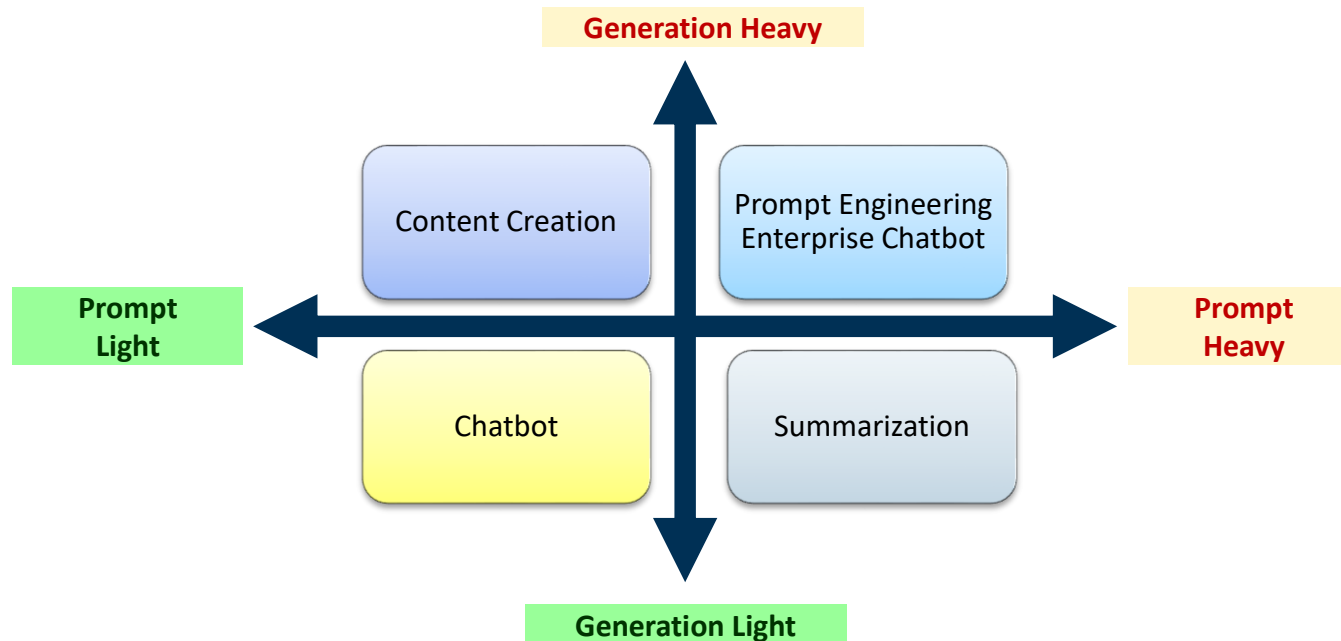 Generation Heavy
Content Creation
Prompt Engineering
Enterprise Chatbot
Prompt
Light
Prompt
Heavy
Chatbot
Summarization
Generation Light